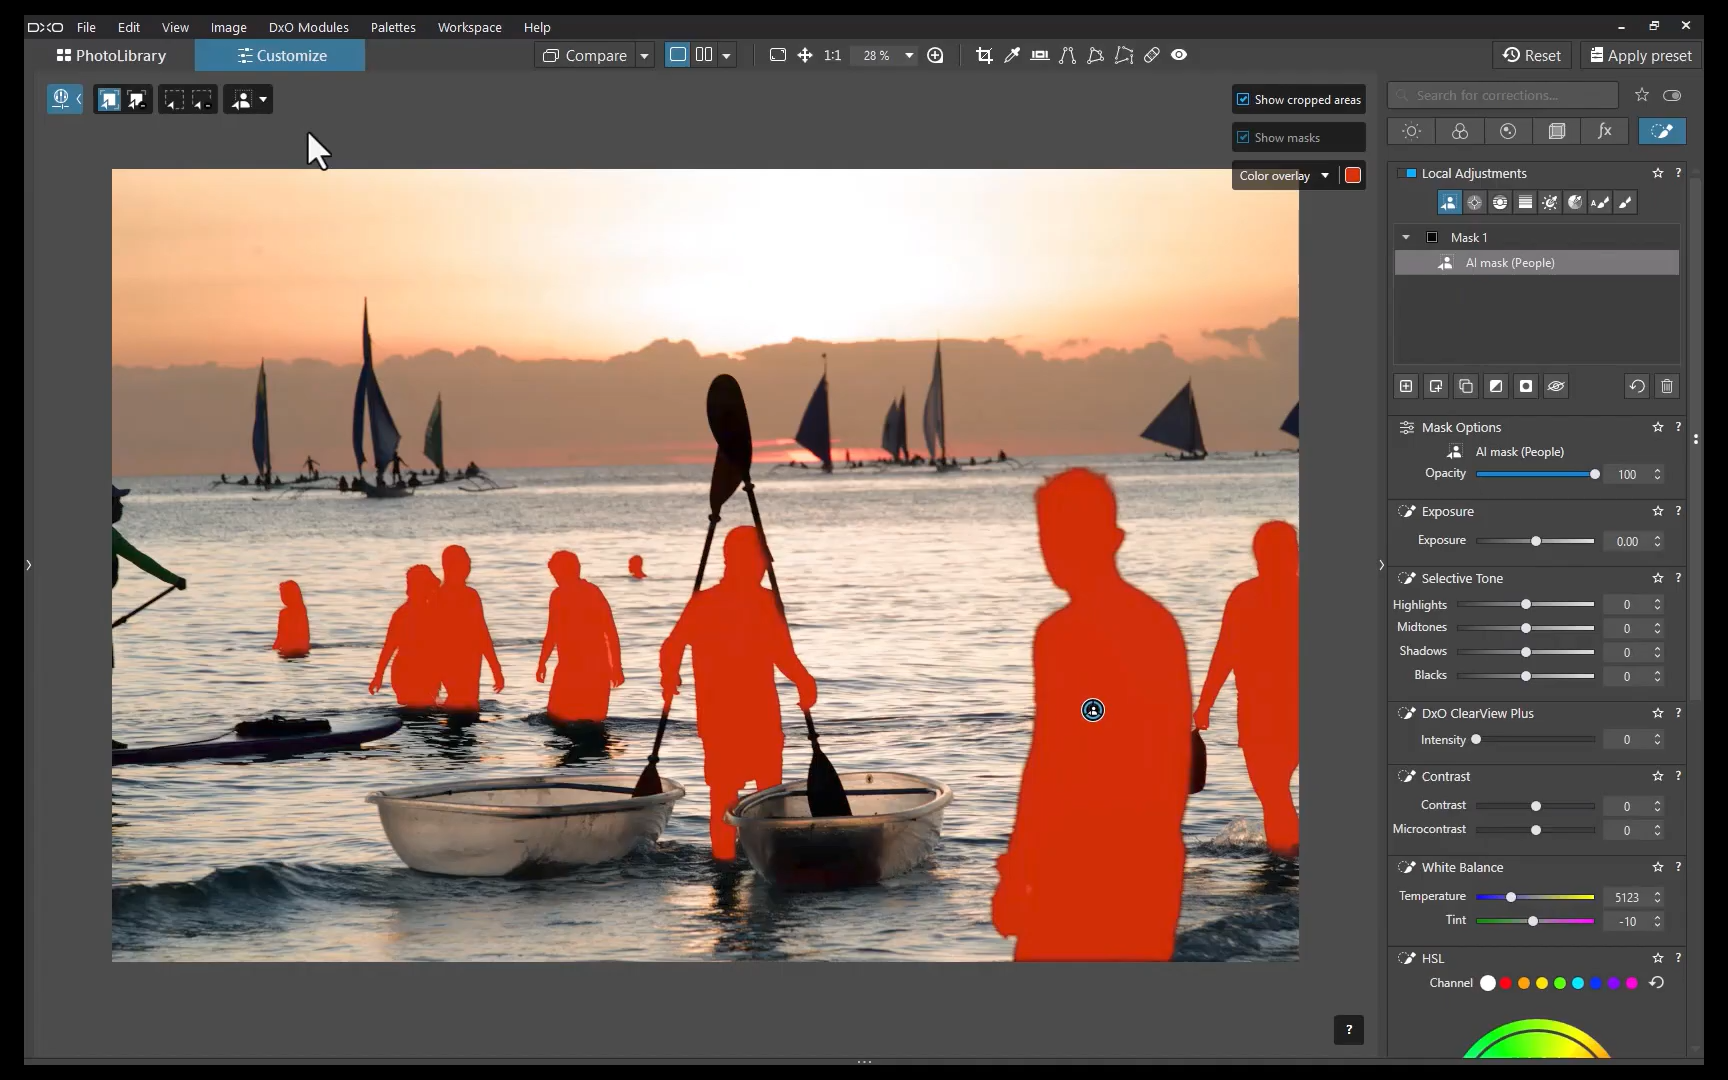 DXO File Edit View Image DxO Modules Palettes Workspace Help
PhotoLibrary Customize Compare 1:1 28 % Reset Apply preset
Show cropped areas
Show masks
Color overlay
Search for corrections...
fx
Local Adjustments ?
A
Mask 1
AI mask (People)
Mask Options ?
AI mask (People)
Opacity 100
Exposure ?
Exposure 0.00
Selective Tone ?
Highlights 0
Midtones 0
Shadows 0
Blacks 0
DxO ClearView Plus ?
Intensity 0
Contrast ?
Contrast 0
Microcontrast 0
White Balance ?
Temperature 5123
Tint -10
HSL ?
Channel
?